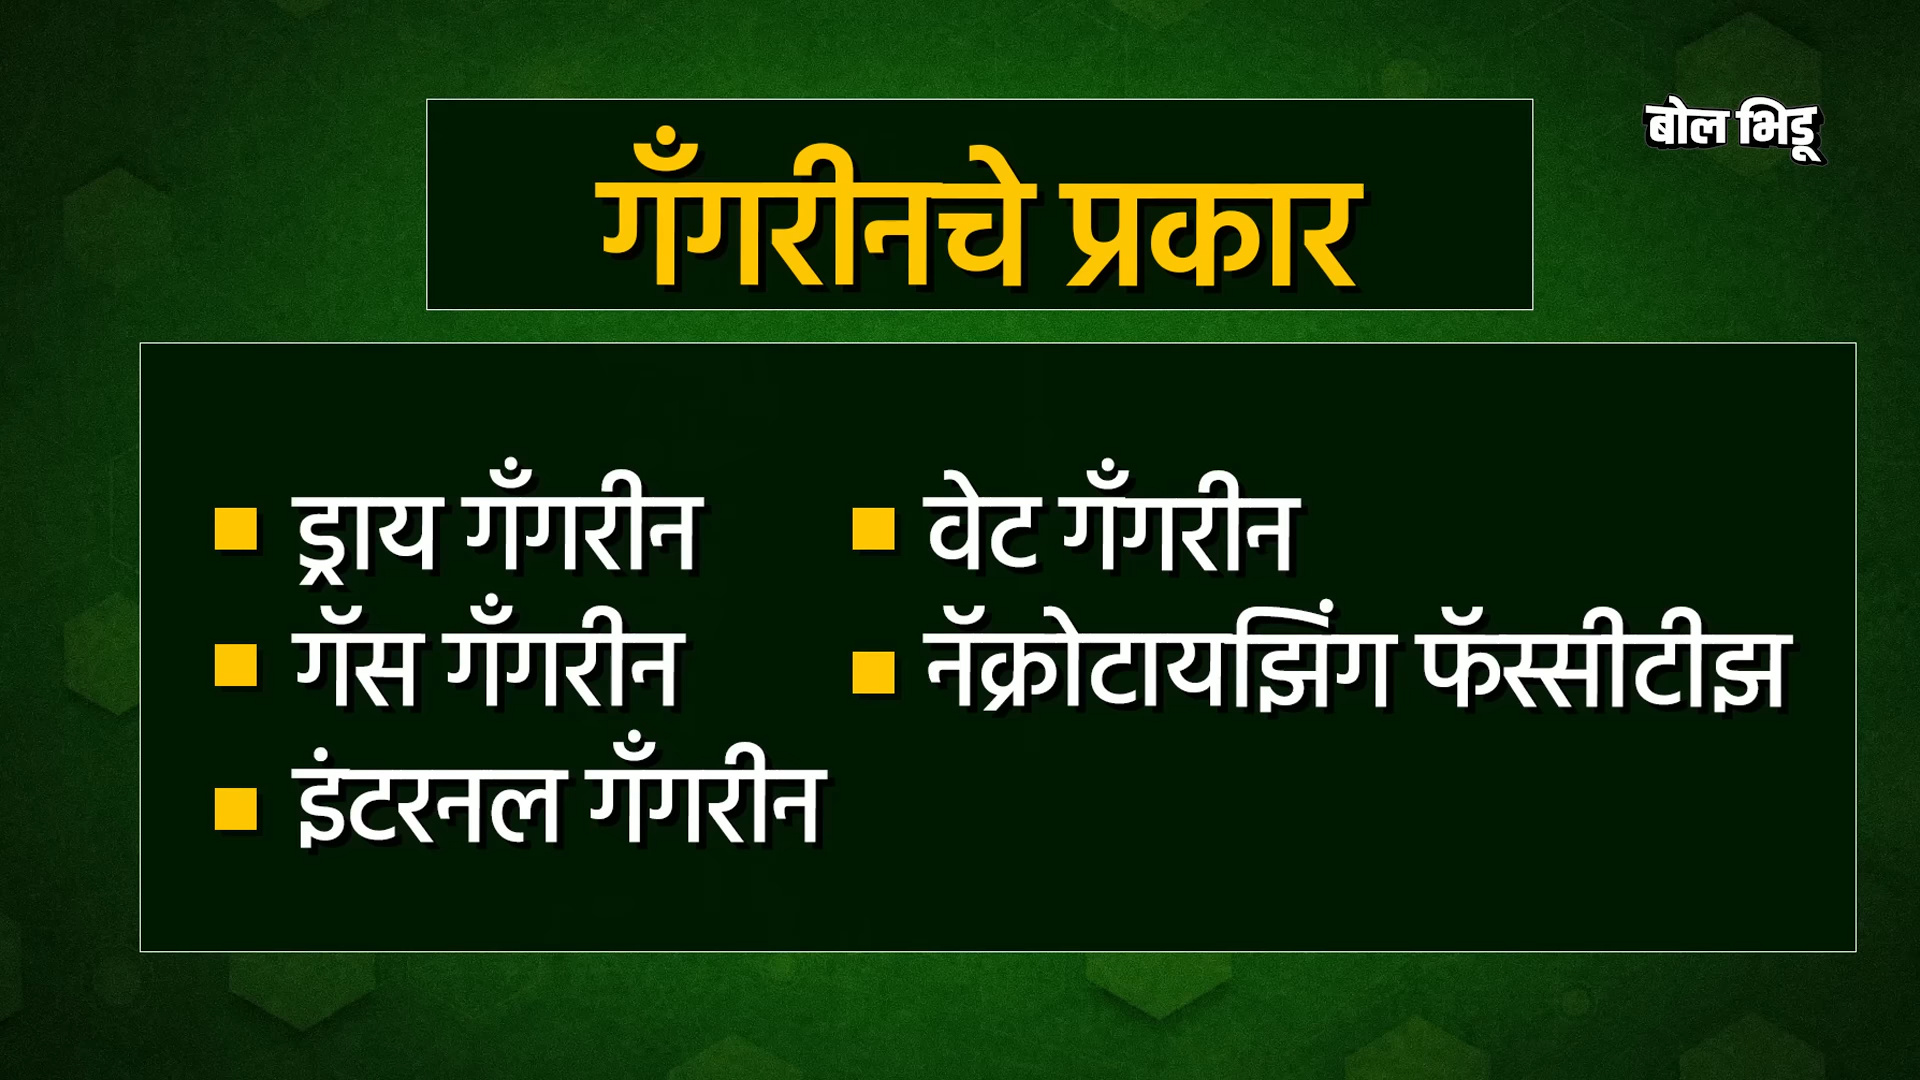 बोल भिडू
गँगरीनचे प्रकार
ड्राय गँगरीन
वेट गँगरीन
गॅस गँगरीन
नॅक्रोटायझिंग फॅस्सीटीझ
इंटरनल गँगरीन